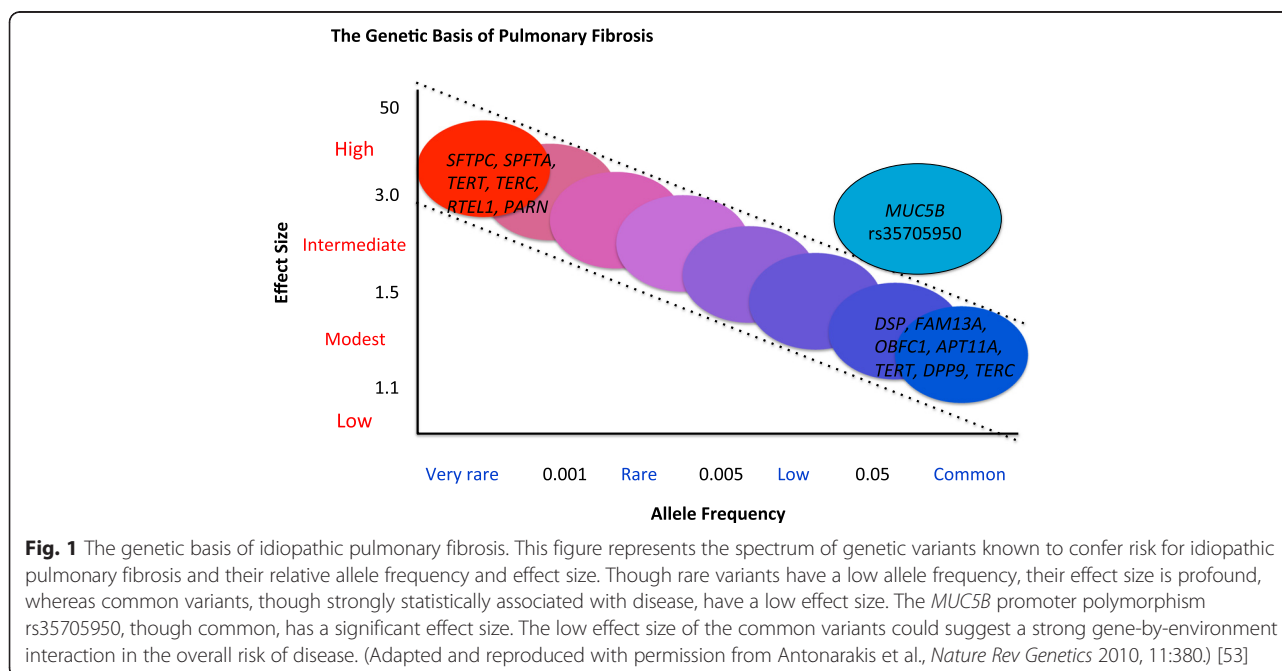 The Genetic Basis of Pulmonary Fibrosis
50
High
3.0
Intermediate
1.5
Modest
1.1
Low
Effect Size
SFTPC, SPFTA,
TERT, TERC,
RTEL1, PARN
MUC5B
rs35705950
DSP, FAM13A,
OBFC1, APT11A,
TERT, DPP9, TERC
Very rare 0.001 Rare 0.005 Low 0.05 Common
Allele Frequency
Fig. 1 The genetic basis of idiopathic pulmonary fibrosis. This figure represents the spectrum of genetic variants known to confer risk for idiopathic
pulmonary fibrosis and their relative allele frequency and effect size. Though rare variants have a low allele frequency, their effect size is profound,
whereas common variants, though strongly statistically associated with disease, have a low effect size. The MUC5B promoter polymorphism
rs35705950, though common, has a significant effect size. The low effect size of the common variants could suggest a strong gene-by-environment
interaction in the overall risk of disease. (Adapted and reproduced with permission from Antonarakis et al., Nature Rev Genetics 2010, 11:380.) [53]